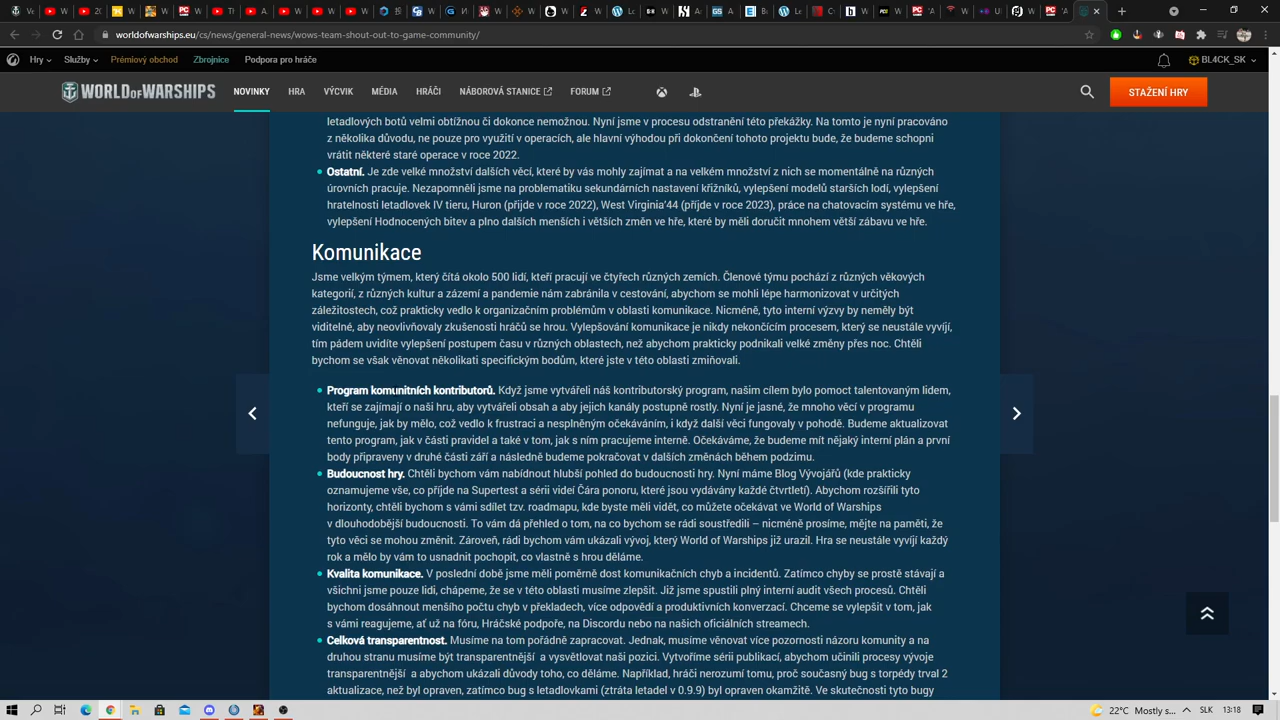 worldofwarships.eu/cs/news/general-news/wows-team-shout-out-to-game-community/
Hry Služby Prémiový obchod Zbrojnice Podpora pro hráče BL4CK_SK
WORLD OF WARSHIPS NOVINKY HRA VÝCVIK MÉDIA HRÁČI NÁBOROVÁ STANICE FORUM STAŽENÍ HRY
letadlových botů velmi obtížnou či dokonce nemožnou. Nyní jsme v procesu odstranění této překážky. Na tomto je nyní pracováno
z několika důvodu, ne pouze pro využití v operacích, ale hlavní výhodou při dokončení tohoto projektu bude, že budeme schopni
vrátit některé staré operace v roce 2022.
Ostatní. Je zde velké množství dalších věcí, které by vás mohly zajímat a na velkém množství z nich se momentálně na různých
úrovních pracuje. Nezapomněli jsme na problematiku sekundárních nastavení křižníků, vylepšení modelů starších lodí, vylepšení
hratelnosti letadlovek IV tieru, Huron (příjde v roce 2022), West Virginia'44 (příjde v roce 2023), práce na chatovacím systému ve hře,
vylepšení Hodnocených bitev a plno dalších menších i větších změn ve hře, které by měli doručit mnohem větší zábavu ve hře.
Komunikace
Jsme velkým týmem, který čítá okolo 500 lidí, kteří pracují ve čtyřech různých zemích. Členové týmu pochází z různých věkových
kategorií, z různých kultur a zázemí a pandemie nám zabránila v cestování, abychom se mohli lépe harmonizovat v určitých
záležitostech, což prakticky vedlo k organizačním problémům v oblasti komunikace. Nicméně, tyto interní výzvy by neměly být
viditelné, aby neovlivňovaly zkušenosti hráčů se hrou. Vylepšování komunikace je nikdy nekončícím procesem, který se neustále vyvíjí,
tím pádem uvidíte vylepšení postupem času v různých oblastech, než abychom prakticky podnikali velké změny přes noc. Chtěli
bychom se však věnovat několikati specifickým bodům, které jste v této oblasti zmiňovali.
Program komunitních kontributorů. Když jsme vytvářeli náš kontributorský program, našim cílem bylo pomoct talentovaným lidem,
kteří se zajímají o naši hru, aby vytvářeli obsah a aby jejich kanály postupně rostly. Nyní je jasné, že mnoho věcí v programu
nefunguje, jak by mělo, což vedlo k frustraci a nesplněným očekáváním, i když další věci fungovaly v pohodě. Budeme aktualizovat
tento program, jak v části pravidel a také v tom, jak s ním pracujeme interně. Očekáváme, že budeme mít nějaký interní plán a první
body připraveny v druhé části září a následně budeme pokračovat v dalších změnách během podzimu.
Budoucnost hry. Chtěli bychom vám nabídnout hlubší pohled do budoucnosti hry. Nyní máme Blog Vývojářů (kde prakticky
oznamujeme vše, co příjde na Supertest a sérii videí Čára ponoru, které jsou vydávány každé čtvrtletí). Abychom rozšířili tyto
horizonty, chtěli bychom s vámi sdílet tzv. roadmapu, kde byste meli vidět, co můžete očekávat ve World of Warships
v dlouhodobější budoucnosti. To vám dá přehled o tom, na co bychom se rádi soustředili – nicméně prosíme, mějte na paměti, že
tyto věci se mohou změnit. Zároveň, rádi bychom vám ukázali vývoj, který World of Warships již urazil. Hra se neustále vyvíjí každý
rok a mělo by vám to usnadnit pochopit, co vlastně s hrou děláme.
Kvalita komunikace. V poslední době jsme měli poměrně dost komunikačních chyb a incidentů. Zatímco chyby se prostě stávají a
všichni jsme pouze lidi, chápeme, že se v této oblasti musíme zlepšit. Již jsme spustili plný interní audit všech procesů. Chtěli
bychom dosáhnout menšího počtu chyb v překladech, více odpovědí a produktivních konverzací. Chceme se vylepšit v tom, jak
s vámi reagujeme, ať už na fóru, Hráčské podpoře, na Discordu nebo na našich oficiálních streamech.
Celková transparentnost. Musíme na tom pořádně zapracovat. Jednak, musíme věnovat více pozornosti názoru komunity a na
druhou stranu musíme být transparentnější a vysvětlovat naši pozici. Vytvoříme sérii publikací, abychom učinili procesy vývoje
transparentnější a abychom ukázali důvody toho, co děláme. Například, hráči nerozumí tomu, proč současný bug s torpédy trval 2
aktualizace, než byl opraven, zatímco bug s letadlovkami (ztráta letadel v 0.9.9) byl opraven okamžitě. Ve skutečnosti tyto bugy
22°C Mostly s... SLK 13:18